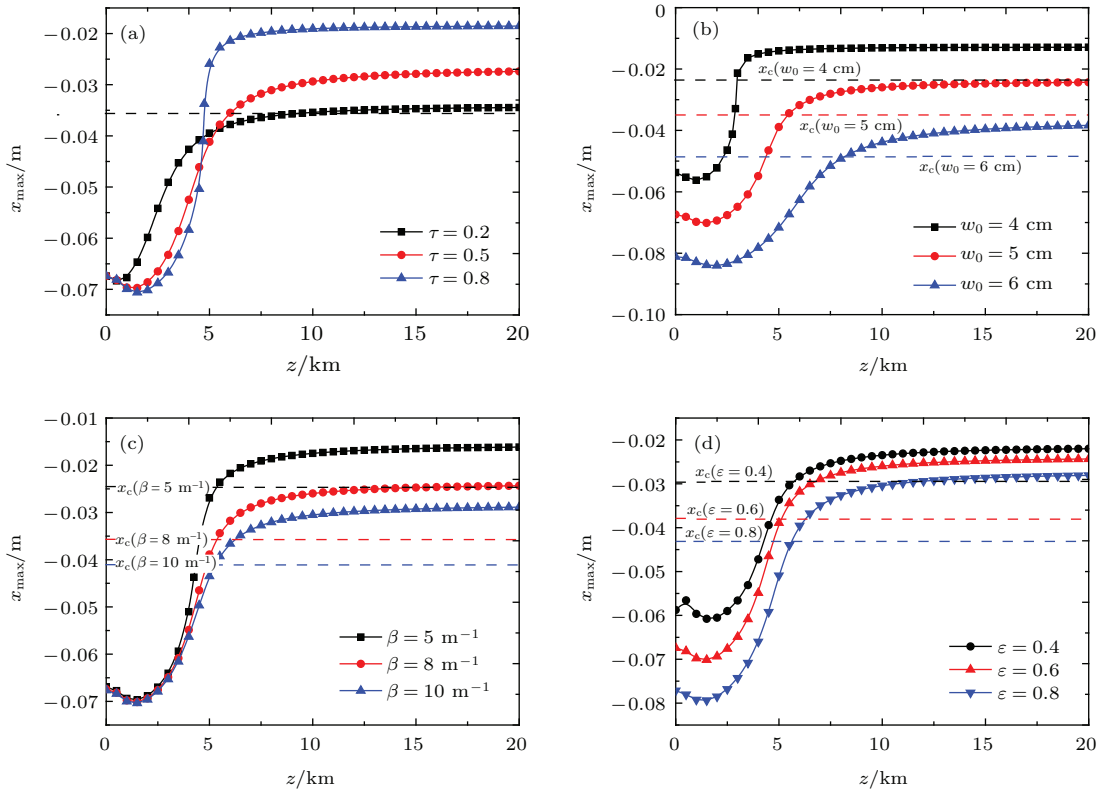 (a)
−0.02
−0.03
−0.04
−0.05
−0.06
−0.07
x_max/m
τ = 0.2
τ = 0.5
τ = 0.8
0 5 10 15 20
z/km
(b)
0
−0.02
−0.04
−0.06
−0.08
−0.10
x_max/m
x_c(w_0 = 4 cm)
x_c(w_0 = 5 cm)
x_c(w_0 = 6 cm)
w_0 = 4 cm
w_0 = 5 cm
w_0 = 6 cm
0 5 10 15 20
z/km
(c)
−0.01
−0.02
−0.03
−0.04
−0.05
−0.06
−0.07
x_max/m
x_c(β = 5 m⁻¹)
x_c(β = 8 m⁻¹)
x_c(β = 10 m⁻¹)
β = 5 m⁻¹
β = 8 m⁻¹
β = 10 m⁻¹
0 5 10 15 20
z/km
(d)
−0.02
−0.03
−0.04
−0.05
−0.06
−0.07
−0.08
x_max/m
x_c(ε = 0.4)
x_c(ε = 0.6)
x_c(ε = 0.8)
ε = 0.4
ε = 0.6
ε = 0.8
0 5 10 15 20
z/km